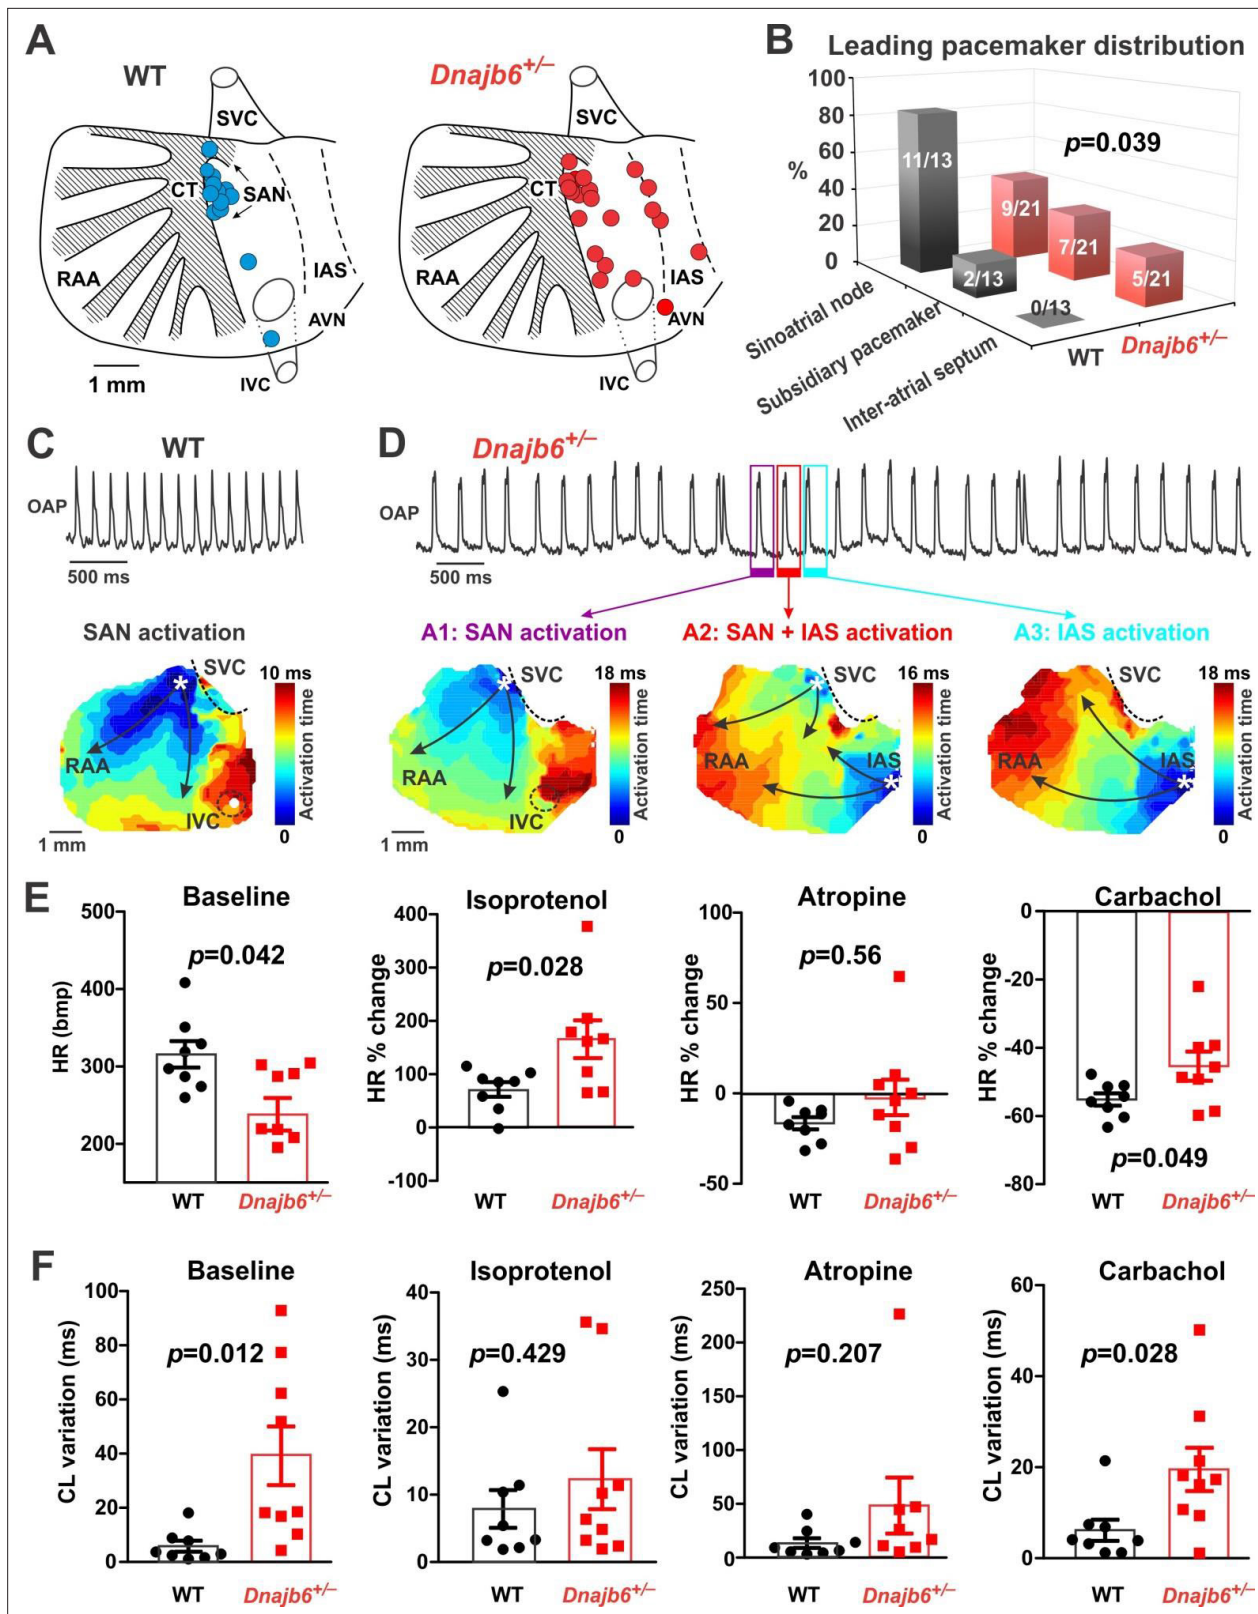 A
WT
Dnajb6+/–
SVC
CT
SAN
RAA
IAS
AVN
IVC
1 mm
SVC
CT
RAA
IAS
AVN
IVC
B
Leading pacemaker distribution
100
80
60
40
20
0
%
p=0.039
11/13
2/13
0/13
9/21
7/21
5/21
Sinoatrial node
Subsidiary pacemaker
Inter-atrial septum
WT
Dnajb6+/–
C
WT
OAP
500 ms
SAN activation
SVC
RAA
IVC
1 mm
10 ms
Activation time
0
D
Dnajb6+/–
OAP
500 ms
A1: SAN activation
SVC
RAA
IVC
1 mm
18 ms
Activation time
0
A2: SAN + IAS activation
SVC
RAA
IAS
16 ms
Activation time
0
A3: IAS activation
SVC
RAA
IAS
18 ms
Activation time
0
E
Baseline
HR (bmp)
500
400
300
200
p=0.042
WT
Dnajb6+/–
Isoprotenol
HR % change
400
300
200
100
0
-100
p=0.028
WT
Dnajb6+/–
Atropine
HR % change
100
50
0
-50
p=0.56
WT
Dnajb6+/–
Carbachol
HR % change
0
-20
-40
-60
-80
p=0.049
WT
Dnajb6+/–
F
Baseline
CL variation (ms)
100
80
60
40
20
0
p=0.012
WT
Dnajb6+/–
Isoprotenol
CL variation (ms)
40
30
20
10
0
p=0.429
WT
Dnajb6+/–
Atropine
CL variation (ms)
250
200
150
100
50
0
p=0.207
WT
Dnajb6+/–
Carbachol
CL variation (ms)
60
40
20
0
p=0.028
WT
Dnajb6+/–